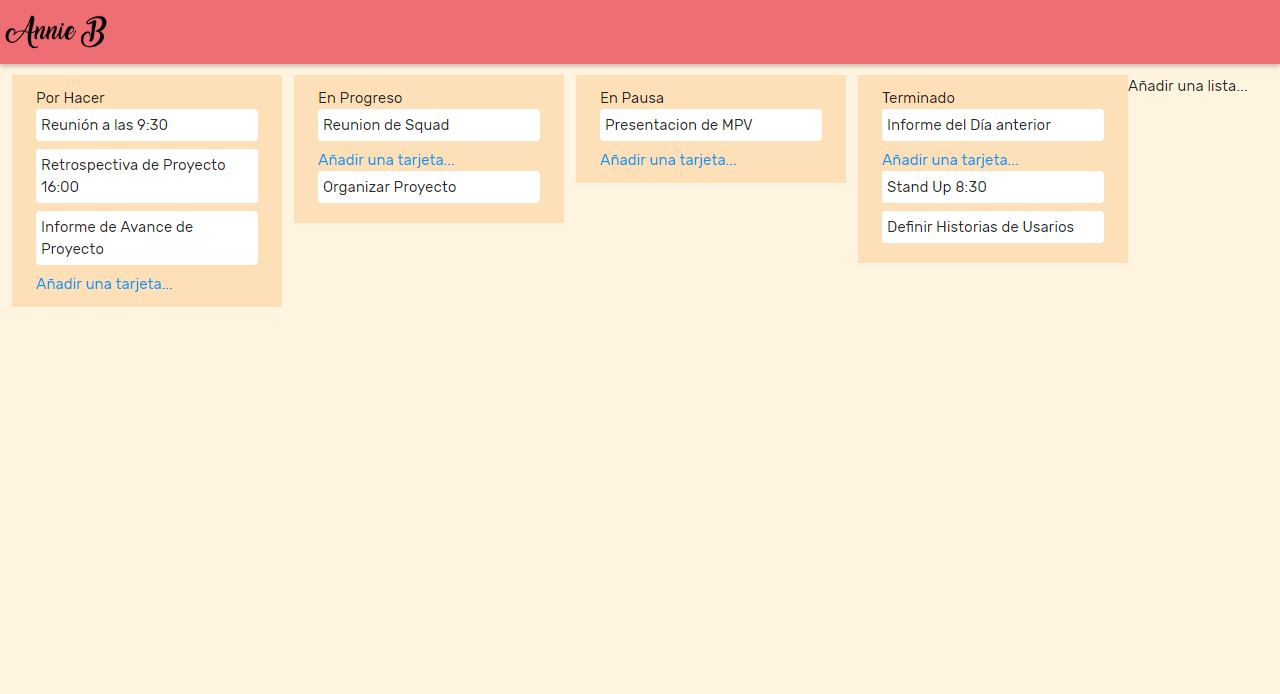 Annie B
Por Hacer
Reunión a las 9:30
Retrospectiva de Proyecto
16:00
Informe de Avance de
Proyecto
Añadir una tarjeta...
En Progreso
Reunion de Squad
Añadir una tarjeta...
Organizar Proyecto
En Pausa
Presentacion de MPV
Añadir una tarjeta...
Terminado
Informe del Día anterior
Añadir una tarjeta...
Stand Up 8:30
Definir Historias de Usarios
Añadir una lista...